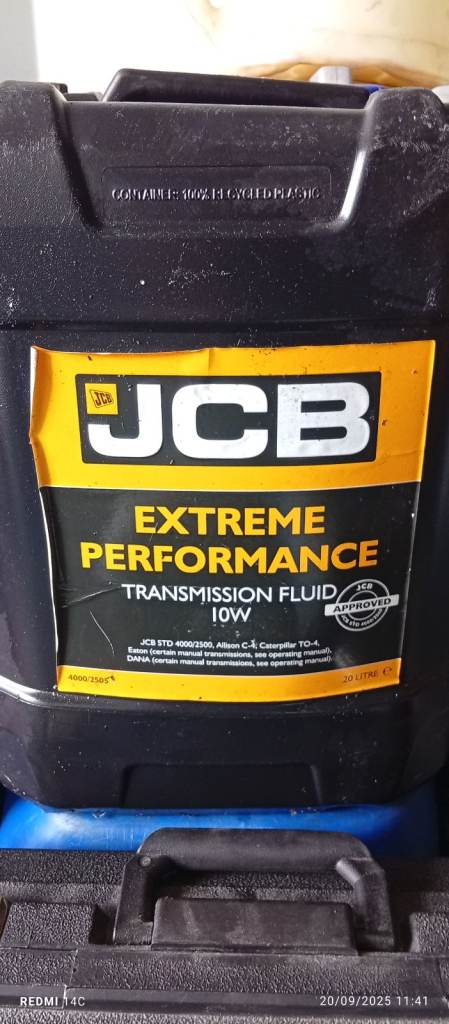 CONTAINER: 100% RECYCLED PLASTIC
JCB
JCB
EXTREME
PERFORMANCE
TRANSMISSION FLUID
10W
JCB
APPROVED
JCB STD 4000/2500, Allison C-4, Caterpillar TO-4,
Eaton (certain manual transmissions, see operating manual),
DANA (certain manual transmissions, see operating manual).
4000/2505
20 LITRE ℮
REDMI 14C
20/09/2025 11:41